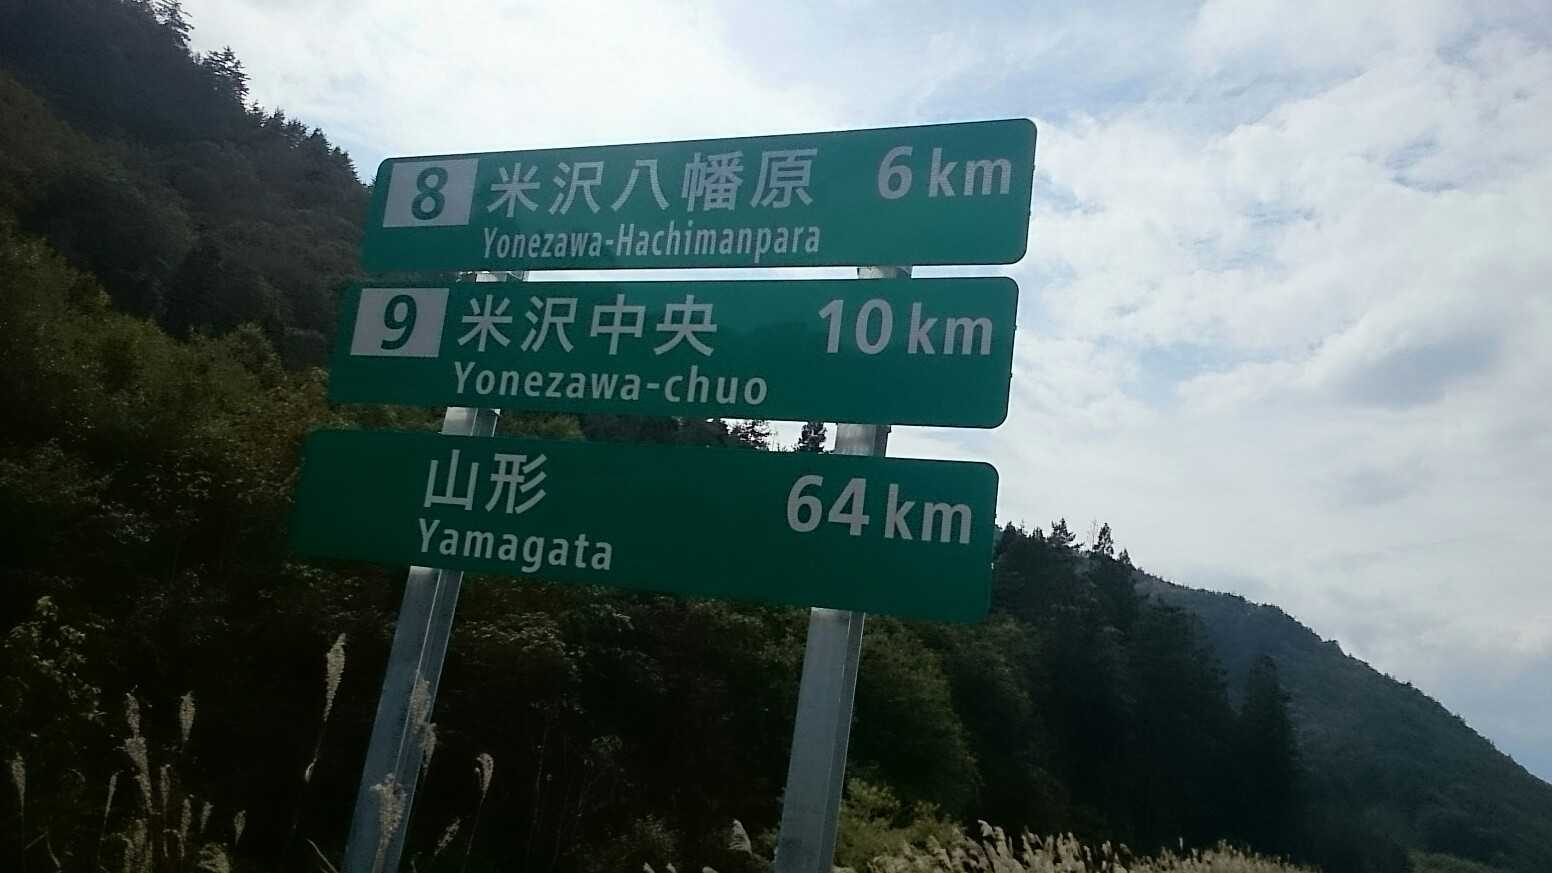 8 米沢八幡原 6 km
Yonezawa-Hachimanpara
9 米沢中央 10 km
Yonezawa-chuo
山形 64 km
Yamagata